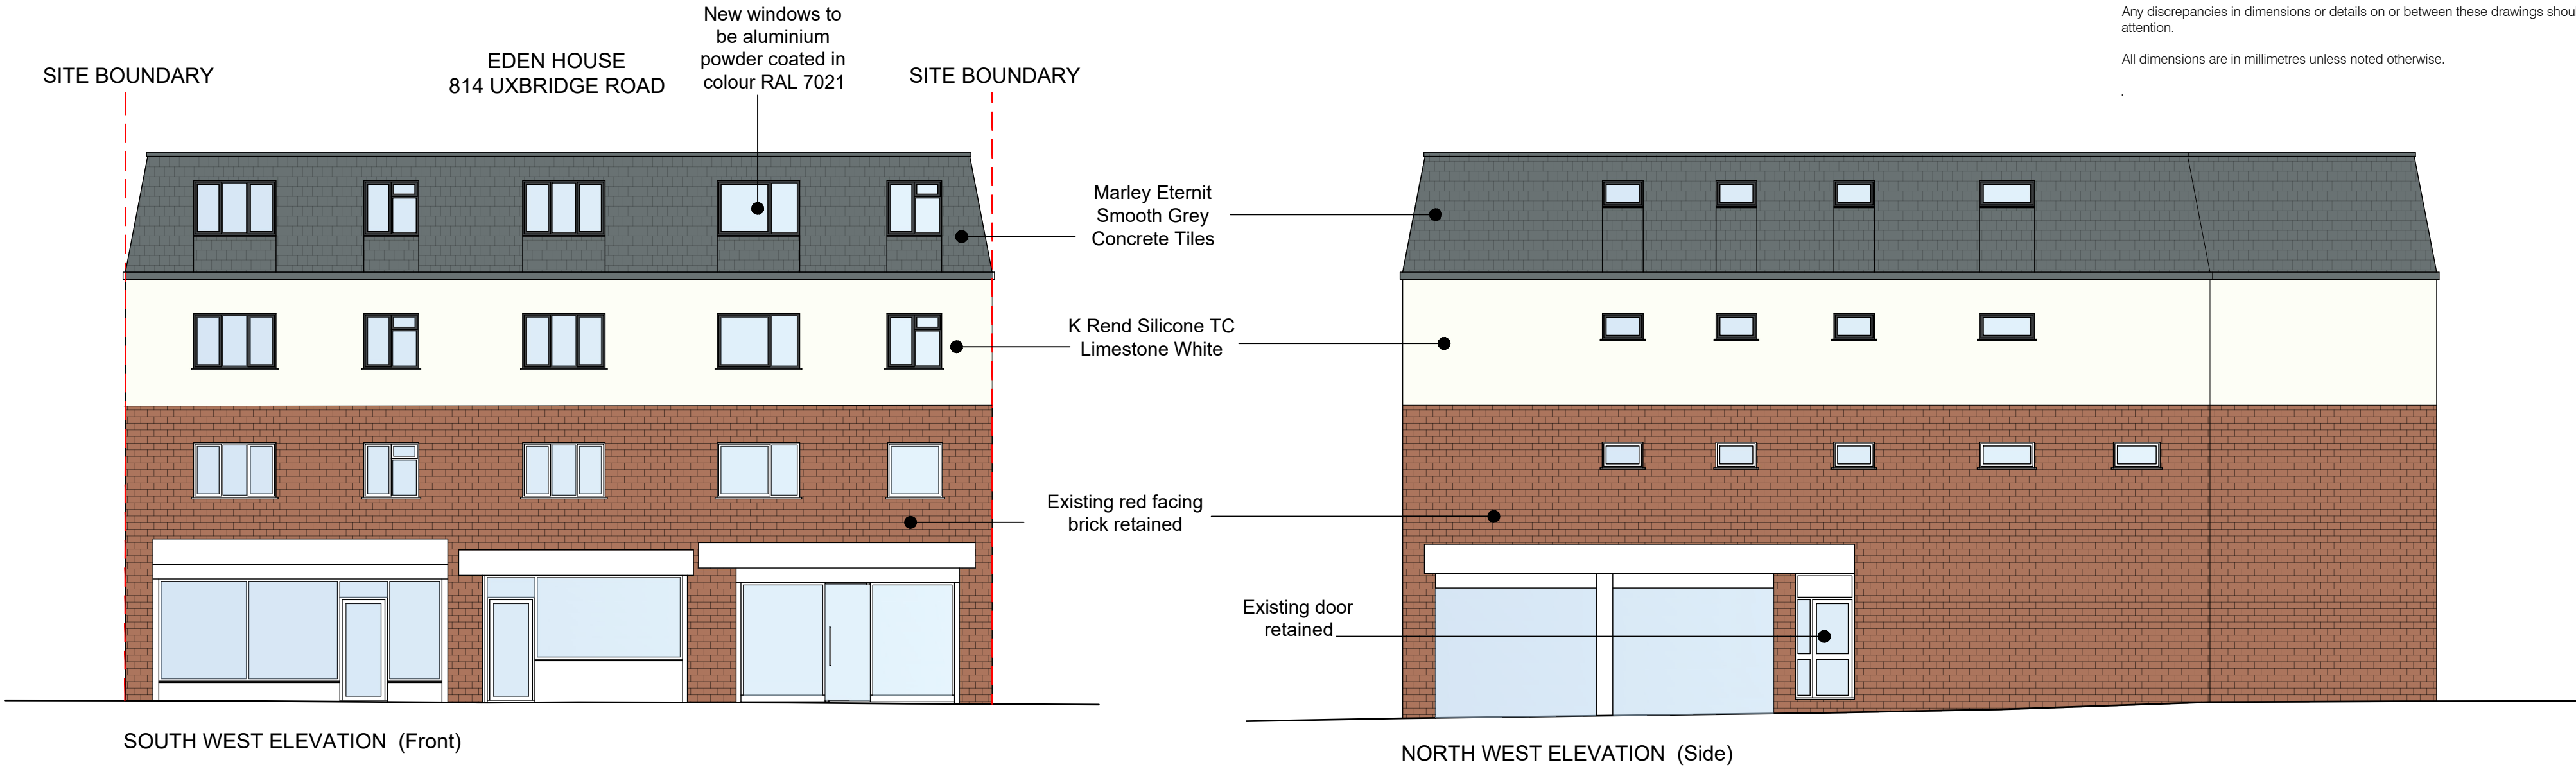 Any discrepancies in dimensions or details on or between these drawings
attention.
All dimensions are in millimetres unless noted otherwise.
.
New windows to
be aluminium
powder coated in
colour RAL 7021
EDEN HOUSE
814 UXBRIDGE ROAD
SITE BOUNDARY
SITE BOUNDARY
Marley Eternit
Smooth Grey
Concrete Tiles
K Rend Silicone TC
Limestone White
Existing red facing
brick retained
Existing door
retained
SOUTH WEST ELEVATION (Front)
NORTH WEST ELEVATION (Side)